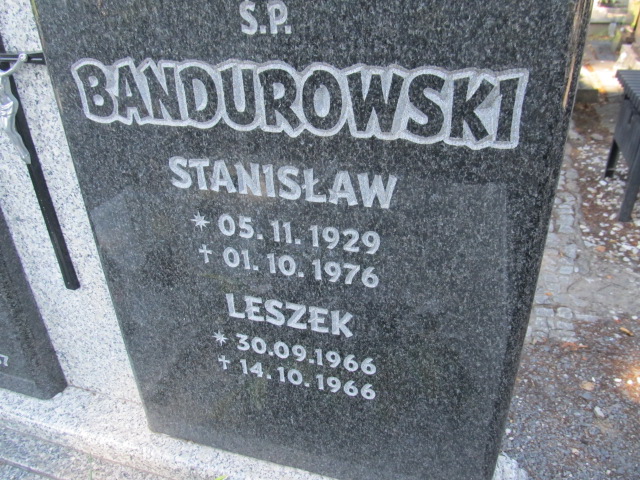 Ś.P.
BANDUROWSKI
STANISŁAW
* 05.11.1929
† 01.10.1976
LESZEK
* 30.09.1966
† 14.10.1966